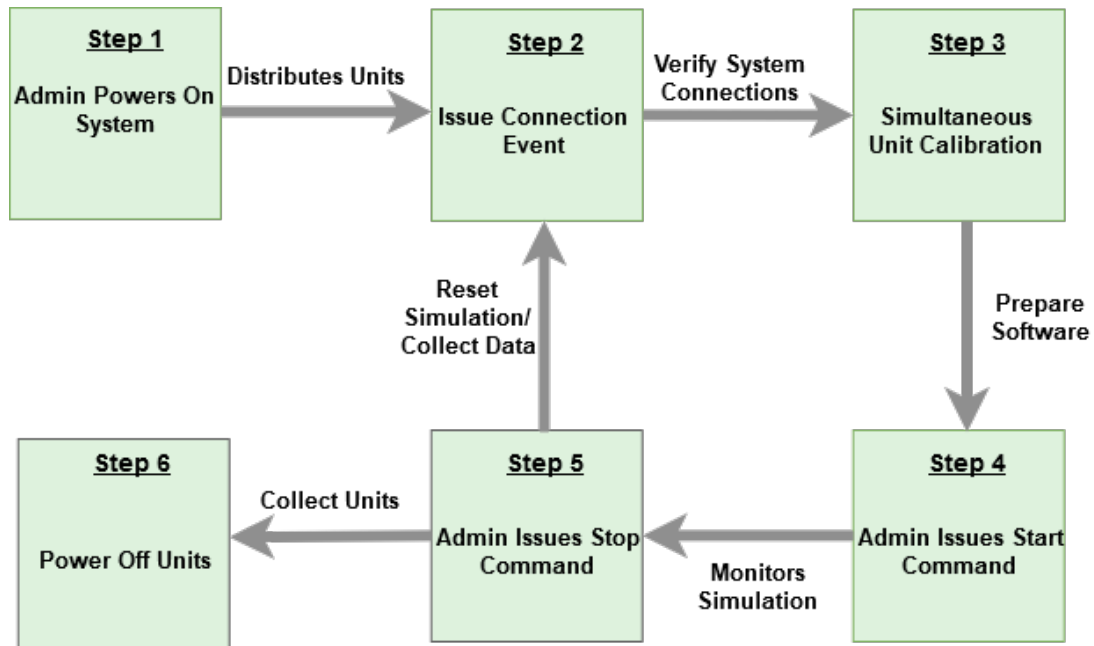 Step 1
Admin Powers On
System
Distributes Units
Step 2
Issue Connection
Event
Verify System
Connections
Step 3
Simultaneous
Unit Calibration
Prepare
Software
Step 4
Admin Issues Start
Command
Monitors
Simulation
Step 5
Admin Issues Stop
Command
Reset
Simulation/
Collect Data
Collect Units
Step 6
Power Off Units